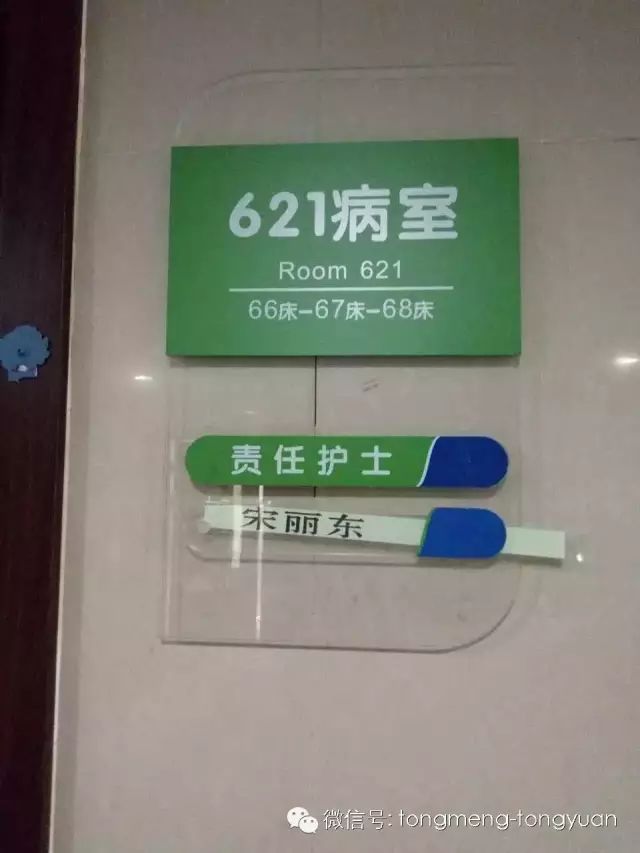 621病室
Room 621
66床-67床-68床
责任护士
宋丽东
微信号: tongmeng-tongyuan